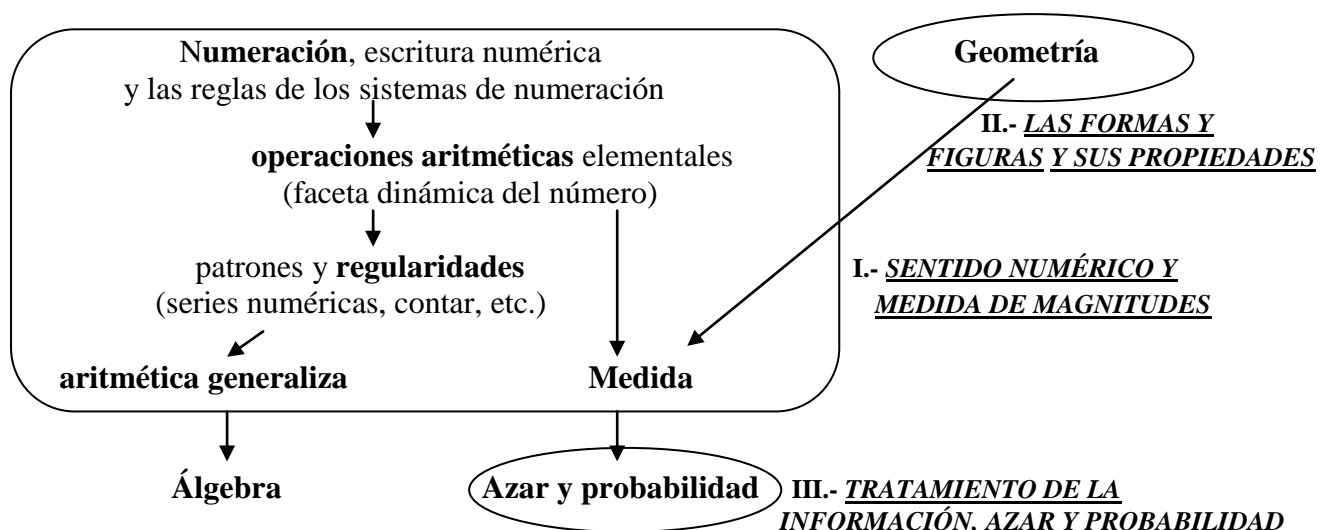 Numeración, escritura numérica
y las reglas de los sistemas de numeración
operaciones aritméticas elementales
(faceta dinámica del número)
patrones y regularidades
(series numéricas, contar, etc.)
aritmética generaliza
Medida
Geometría
II.- LAS FORMAS Y
FIGURAS Y SUS PROPIEDADES
I.- SENTIDO NUMÉRICO Y
MEDIDA DE MAGNITUDES
Álgebra
Azar y probabilidad
III.- TRATAMIENTO DE LA
INFORMACIÓN, AZAR Y PROBABILIDAD